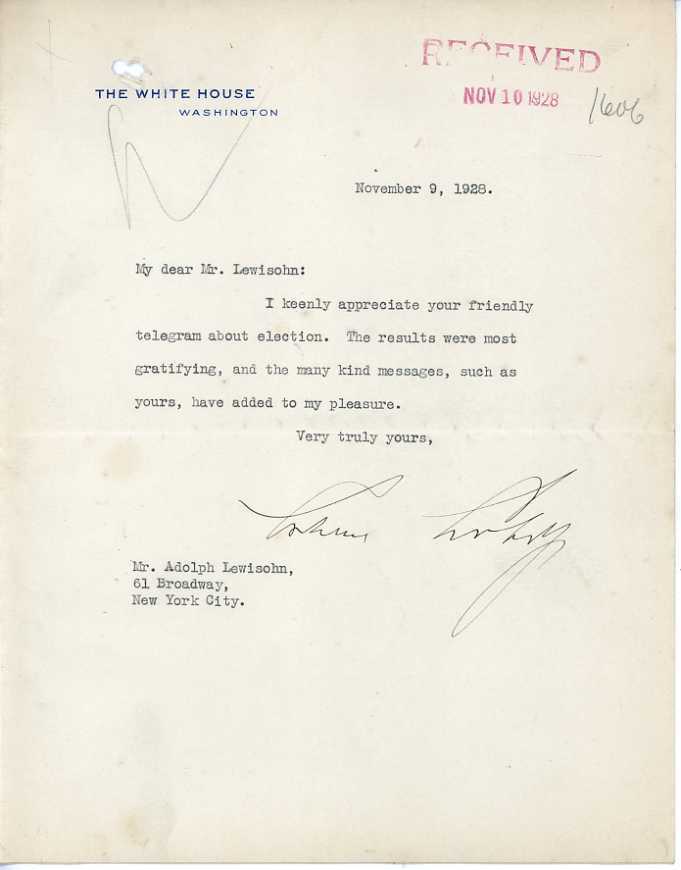 THE WHITE HOUSE
WASHINGTON
RECEIVED
NOV 10 1928
1606
November 9, 1928.
My dear Mr. Lewisohn:
I keenly appreciate your friendly
telegram about election. The results were most
gratifying, and the many kind messages, such as
yours, have added to my pleasure.
Very truly yours,
Mr. Adolph Lewisohn,
61 Broadway,
New York City.